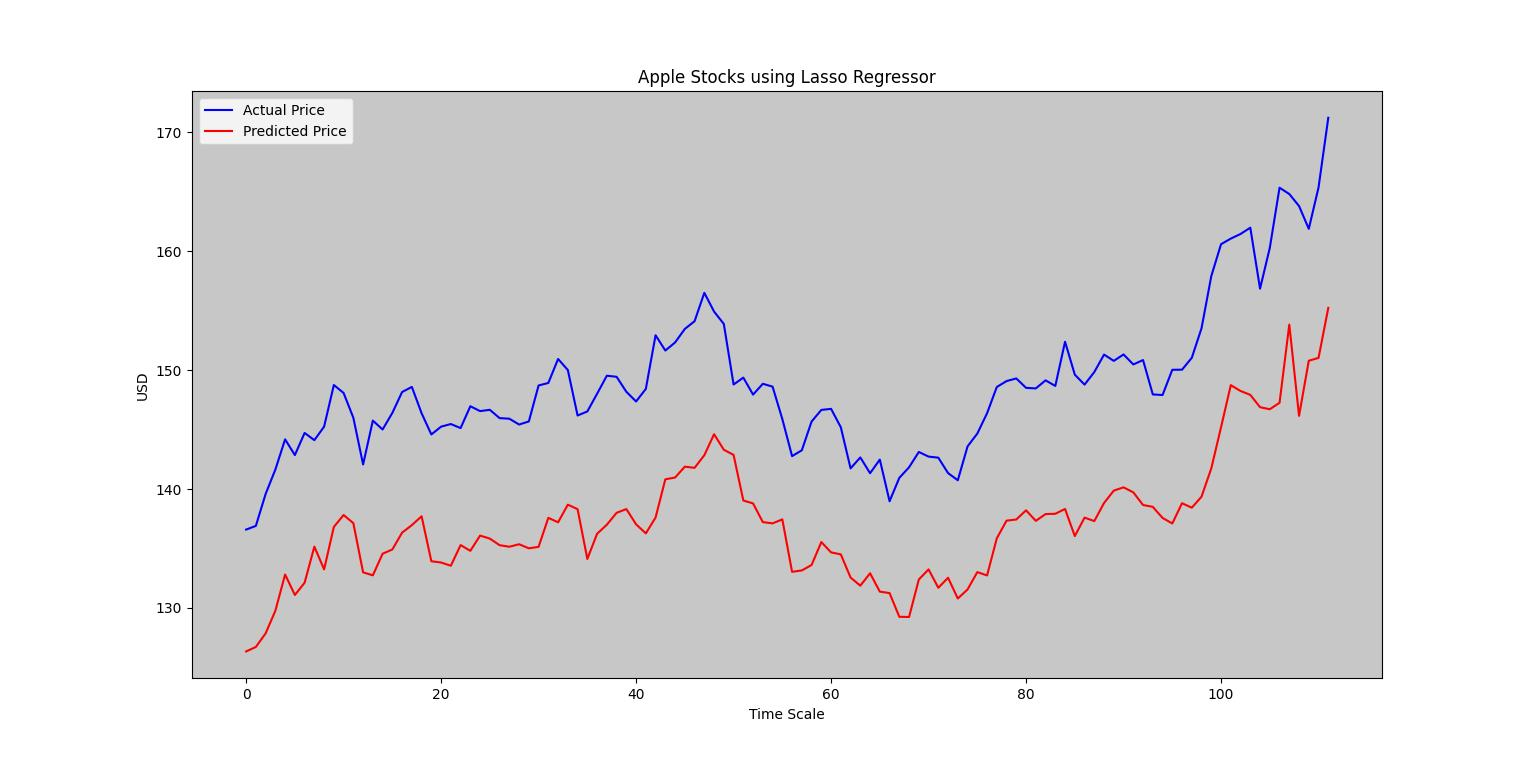 Apple Stocks using Lasso Regressor
Actual Price
Predicted Price
170
160
150
140
130
USD
0 20 40 60 80 100
Time Scale